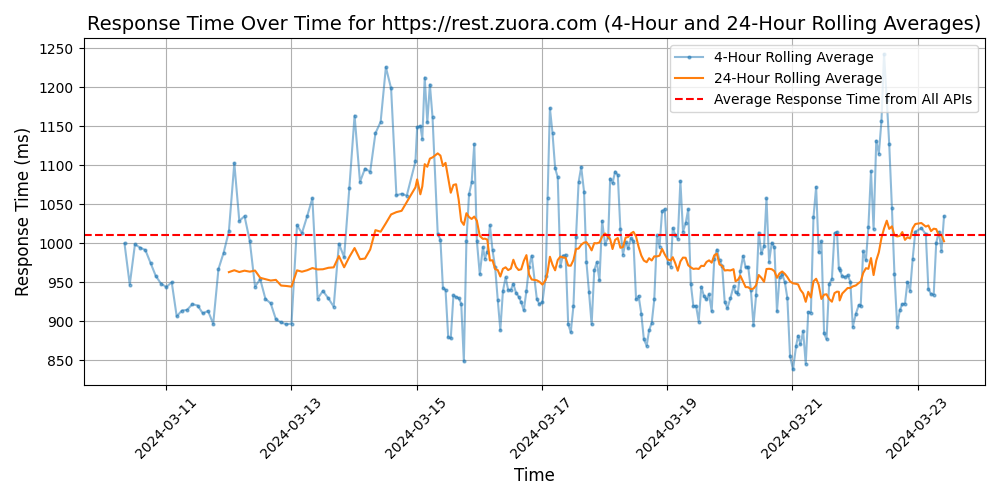 Response Time Over Time for https://rest.zuora.com (4-Hour and 24-Hour Rolling Averages)
4-Hour Rolling Average
24-Hour Rolling Average
Average Response Time from All APIs
Response Time (ms)
1250
1200
1150
1100
1050
1000
950
900
850
2024-03-11
2024-03-13
2024-03-15
2024-03-17
2024-03-19
2024-03-21
2024-03-23
Time